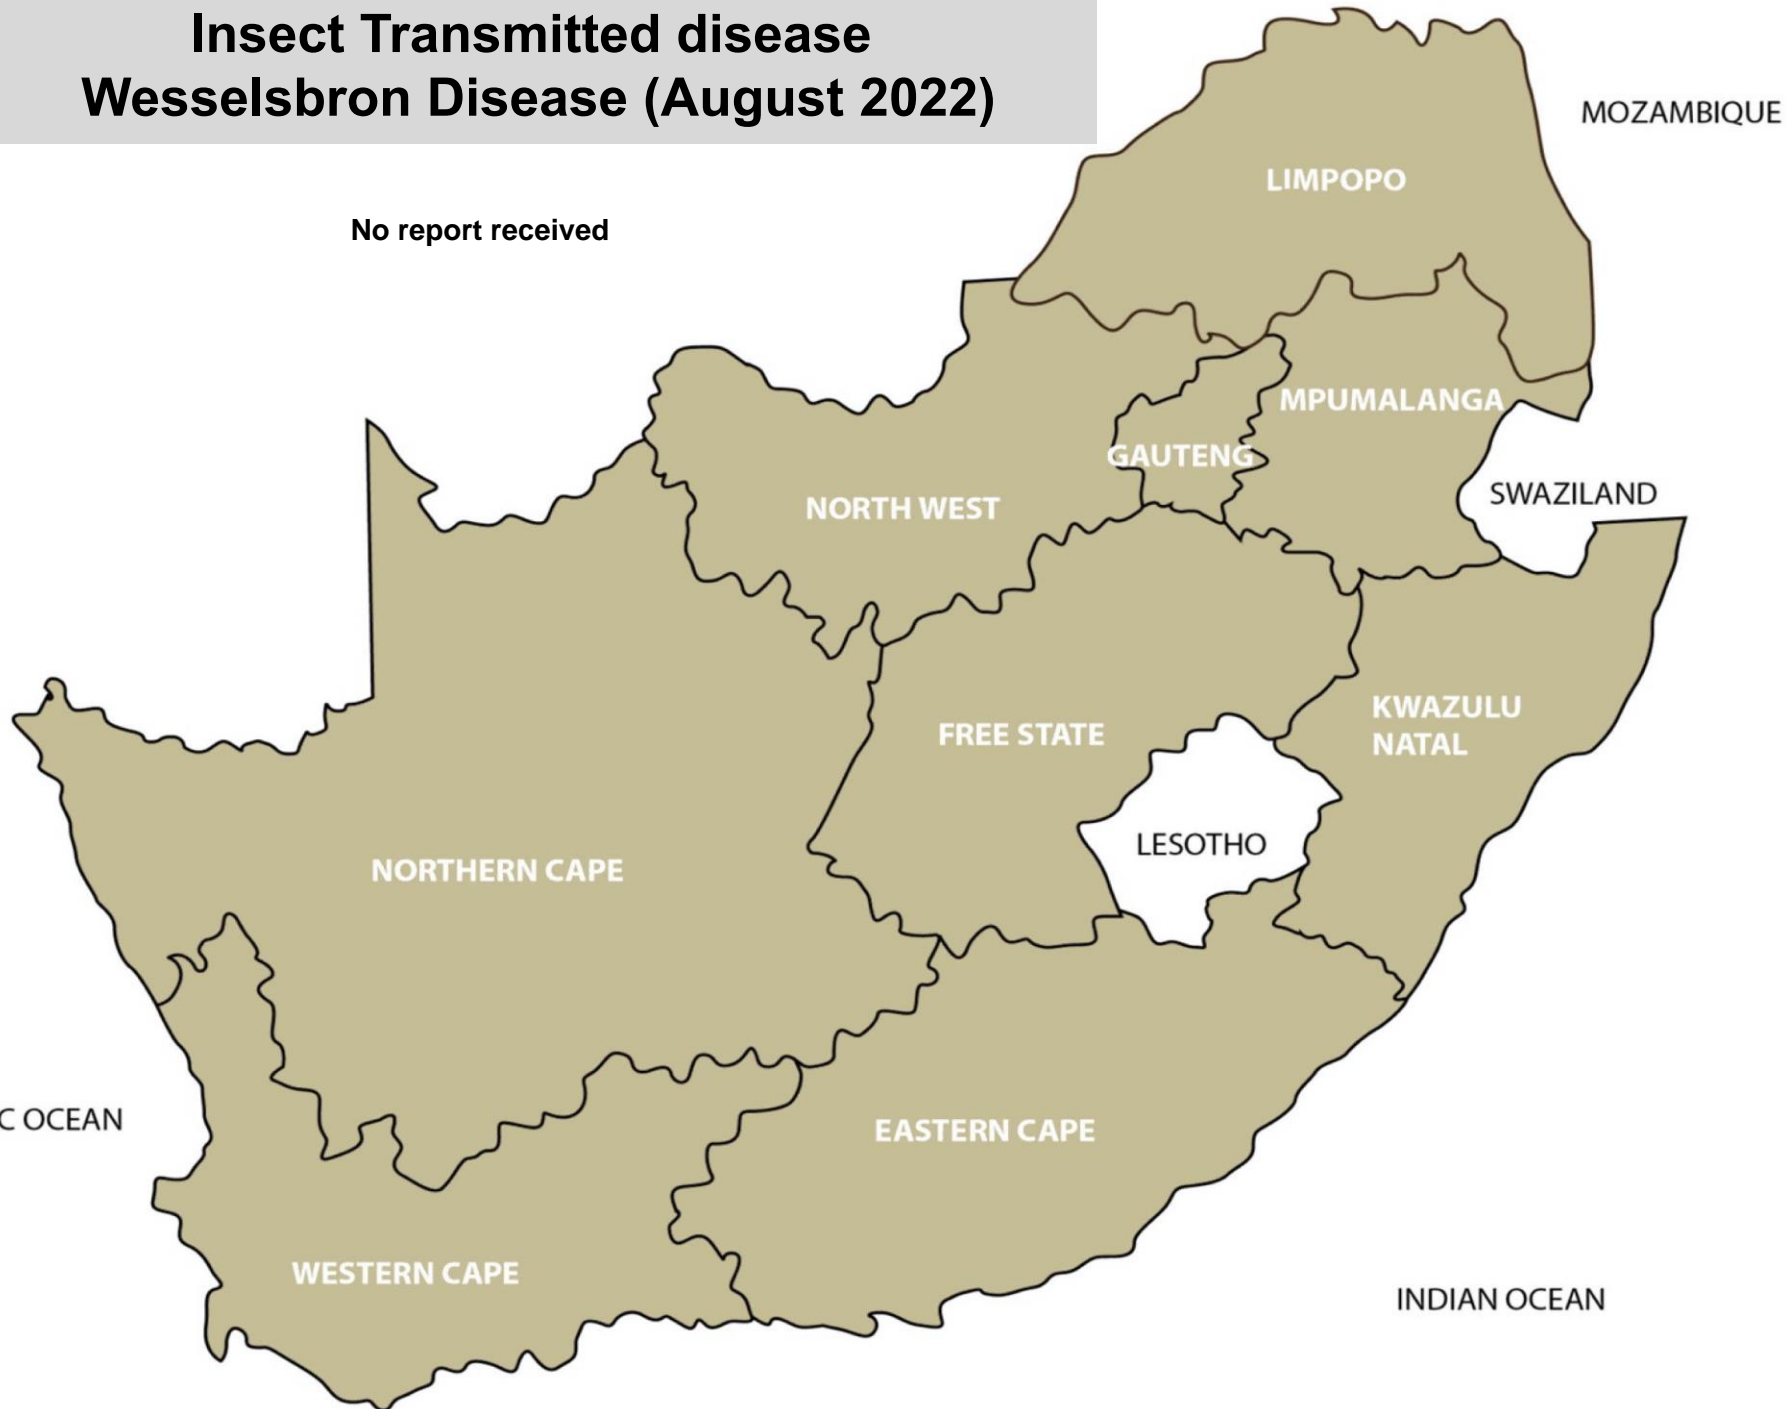 Insect Transmitted disease
Wesselsbron Disease (August 2022)
MOZAMBIQUE
LIMPOPO
No report received
MPUMALANGA
GAUTENG
SWAZILAND
NORTH WEST
KWAZULU
NATAL
FREE STATE
LESOTHO
NORTHERN CAPE
C OCEAN
EASTERN CAPE
WESTERN CAPE
INDIAN OCEAN